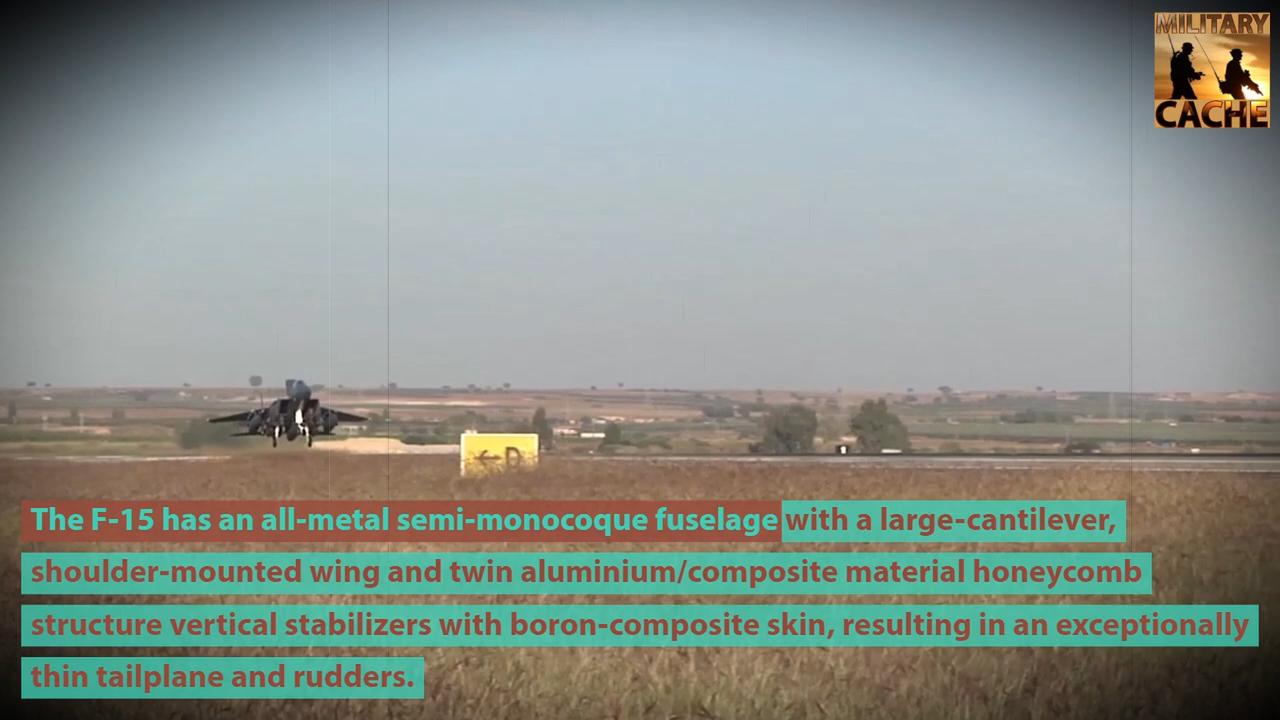 MILITARY
CACHE
← D
The F-15 has an all-metal semi-monocoque fuselage with a large-cantilever,
shoulder-mounted wing and twin aluminium/composite material honeycomb
structure vertical stabilizers with boron-composite skin, resulting in an exceptionally
thin tailplane and rudders.